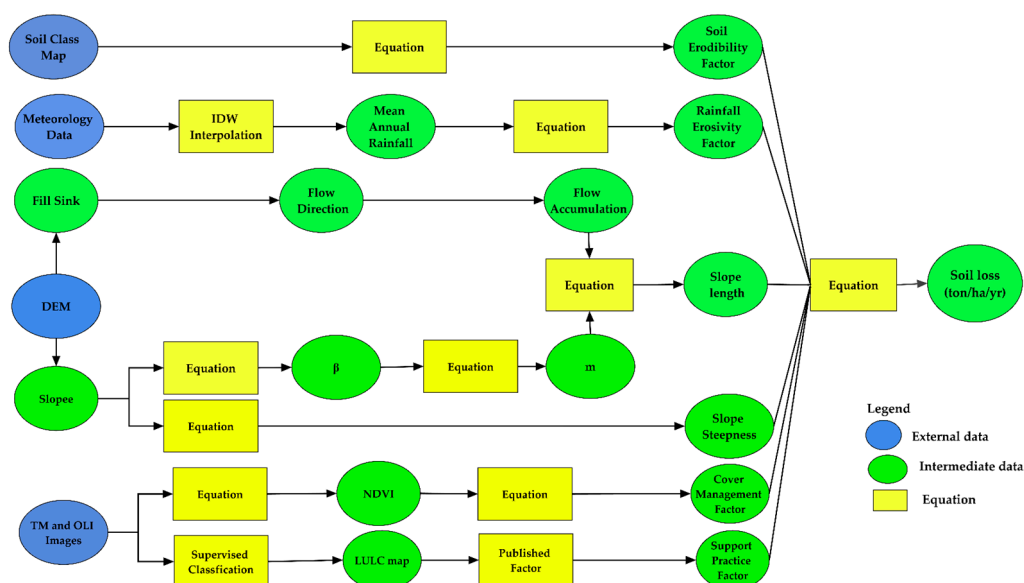 Soil Class
Map
Equation
Soil
Erodibility
Factor
Meteorology
Data
IDW
Interpolation
Mean
Annual
Rainfall
Equation
Rainfall
Erosivity
Factor
Fill Sink
Flow
Direction
Flow
Accumulation
DEM
Equation
Slope
length
Equation
Soil loss
(ton/ha/yr)
Slopee
Equation
β
Equation
m
Equation
Slope
Steepness
TM and OLI
Images
Equation
NDVI
Equation
Cover
Management
Factor
Supervised
Classfication
LULC map
Published
Factor
Support
Practice
Factor
Legend
External data
Intermediate data
Equation